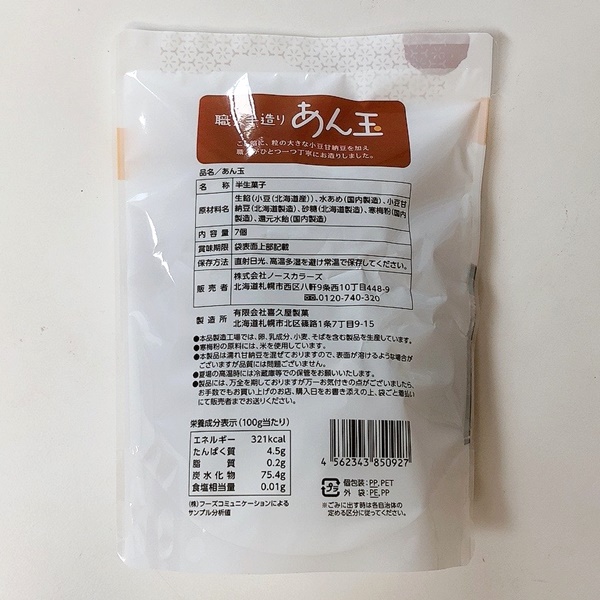 職 手造り あん玉
こ 餡に、粒の大きな小豆甘納豆を加え
職人がひとつ一つ丁寧にお造りしました。
品名／あん玉
名 称 半生菓子
原材料名 生餡(小豆(北海道産))、水あめ(国内製造)、小豆甘
納豆(北海道製造)、砂糖(北海道製造)、寒梅粉(国内
製造)、還元水飴(国内製造)
内容量 7個
賞味期限 袋表面上部記載
保存方法 直射日光、高温多湿を避け常温で保存してください。
販売者 株式会社ノースカラーズ
北海道札幌市西区八軒9条西10丁目448-9
0120-740-320
製造所 有限会社喜久屋製菓
北海道札幌市北区篠路1条7丁目9-15
●本品製造工場では、卵、乳成分、小麦、そばを含む製品を生産しています。
●寒梅粉の原料には、米を使用しています。
●本製品は濡れ甘納豆を混ぜておりますので、表面が溶けるような場合が
ございますが品質には問題ございません。
●夏場の高温時には冷蔵庫等での保管をお願いいたします。
●製品には、万全を期しておりますが万一お気付きの点がございましたら、
お手数でもお買い上げのお店、購入日をお書き添えの上、袋ごと着払い
にて販売者までお送りください。
栄養成分表示(100g当たり)
エネルギー 321kcal
たんぱく質 4.5g
脂 質 0.2g
炭水化物 75.4g
食塩相当量 0.01g
(株)フーズコミュニケーションによる
サンプル分析値
4 562343 850927
プラ
個包装:PP,PET
外 袋:PE,PP
※ごみに出す時は各自治体の
定める区分に従ってください。